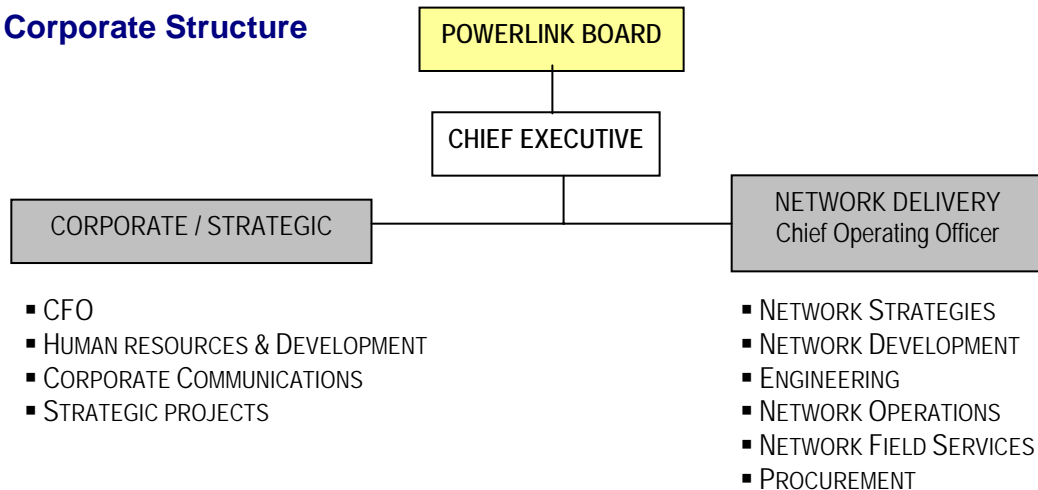 Corporate Structure
POWERLINK BOARD
CHIEF EXECUTIVE
CORPORATE / STRATEGIC
NETWORK DELIVERY
Chief Operating Officer
▪ CFO
▪ HUMAN RESOURCES & DEVELOPMENT
▪ CORPORATE COMMUNICATIONS
▪ STRATEGIC PROJECTS
▪ NETWORK STRATEGIES
▪ NETWORK DEVELOPMENT
▪ ENGINEERING
▪ NETWORK OPERATIONS
▪ NETWORK FIELD SERVICES
▪ PROCUREMENT